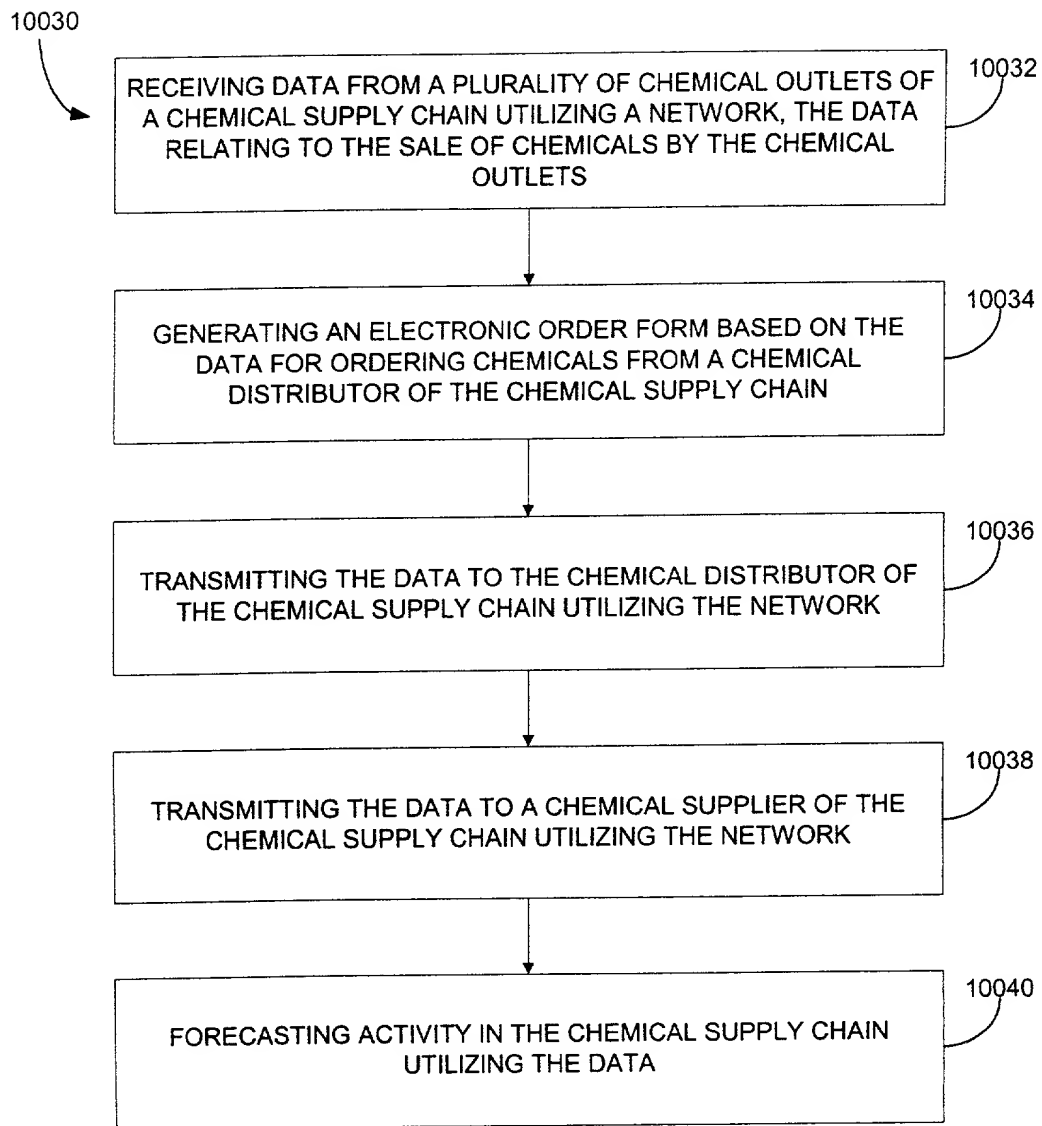 10030
RECEIVING DATA FROM A PLURALITY OF CHEMICAL OUTLETS OF
A CHEMICAL SUPPLY CHAIN UTILIZING A NETWORK, THE DATA
RELATING TO THE SALE OF CHEMICALS BY THE CHEMICAL
OUTLETS
10032
GENERATING AN ELECTRONIC ORDER FORM BASED ON THE
DATA FOR ORDERING CHEMICALS FROM A CHEMICAL
DISTRIBUTOR OF THE CHEMICAL SUPPLY CHAIN
10034
TRANSMITTING THE DATA TO THE CHEMICAL DISTRIBUTOR OF
THE CHEMICAL SUPPLY CHAIN UTILIZING THE NETWORK
10036
TRANSMITTING THE DATA TO A CHEMICAL SUPPLIER OF THE
CHEMICAL SUPPLY CHAIN UTILIZING THE NETWORK
10038
FORECASTING ACTIVITY IN THE CHEMICAL SUPPLY CHAIN
UTILIZING THE DATA
10040